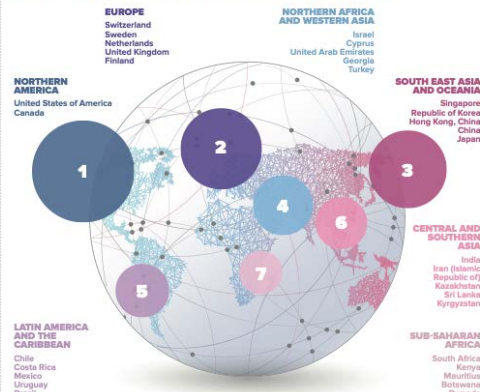 EUROPE
Switzerland
Sweden
Netherlands
United Kingdom
Finland
NORTHERN AFRICA
AND WESTERN ASIA
Israel
Cyprus
United Arab Emirates
Georgia
Turkey
NORTHERN
AMERICA
United States of America
Canada
SOUTH EAST ASIA
AND OCEANIA
Singapore
Republic of Korea
Hong Kong, China
China
Japan
1
2
3
4
6
7
5
CENTRAL AND
SOUTHERN
ASIA
India
Iran (Islamic
Republic of)
Kazakhstan
Sri Lanka
Kyrgyzstan
LATIN AMERICA
AND THE
CARIBBEAN
Chile
Costa Rica
Mexico
Uruguay
SUB-SAHARAN
AFRICA
South Africa
Kenya
Mauritius
Botswana